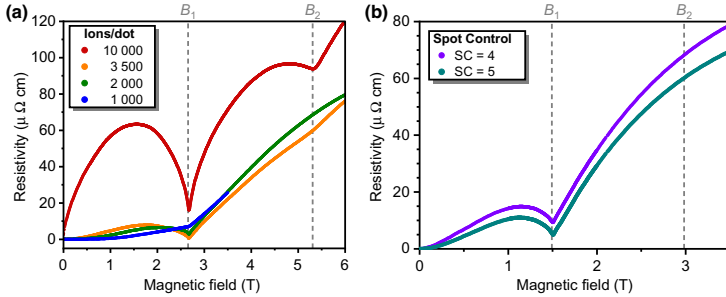 (a)
B1
B2
Ions/dot
10 000
3 500
2 000
1 000
Resistivity (μ Ω cm)
120
100
80
60
40
20
0
0
1
2
3
4
5
6
Magnetic field (T)
(b)
B1
B2
Spot Control
SC = 4
SC = 5
Resistivity (μ Ω cm)
80
60
40
20
0
0
1
2
3
Magnetic field (T)